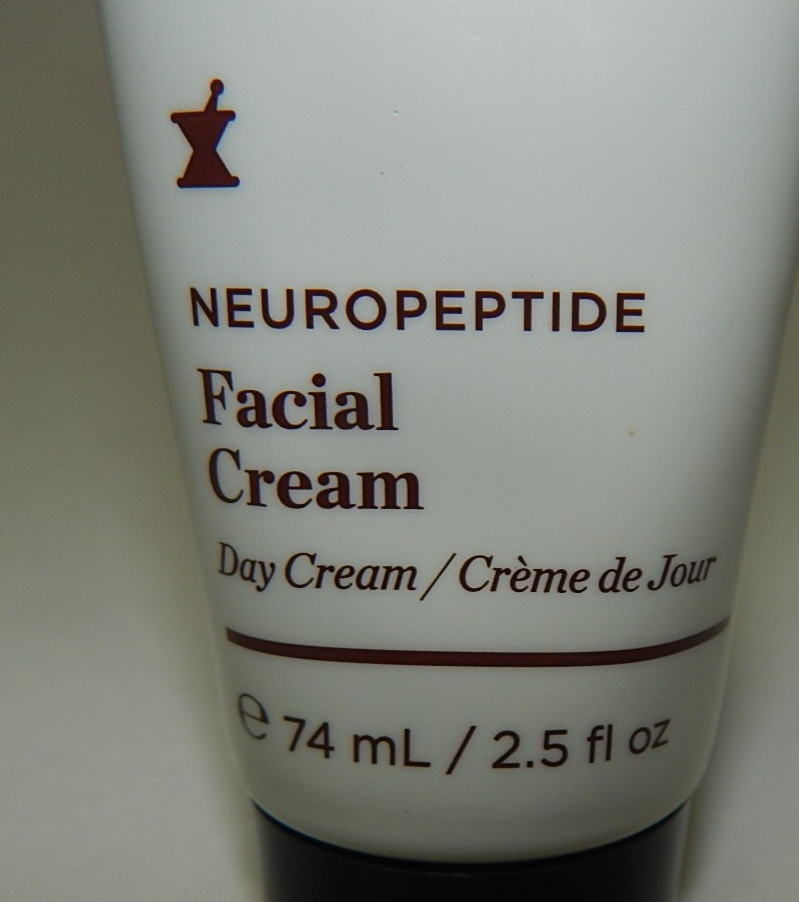 NEUROPEPTIDE
Facial
Cream
Day Cream / Crème de Jour
℮ 74 mL / 2.5 fl oz